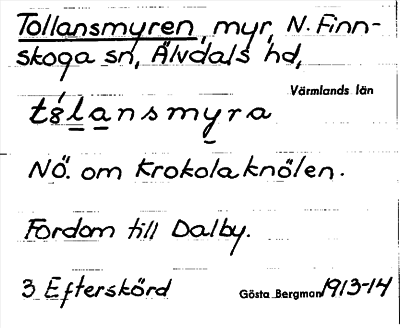 Tollansmyren, myr, N. Finn-
skoga sn, Älvdals hd,
Värmlands län
NÖ. om Krokolaknölen.
Fordom till Dalby.
3 Efterskörd Gösta Bergman 1913-14